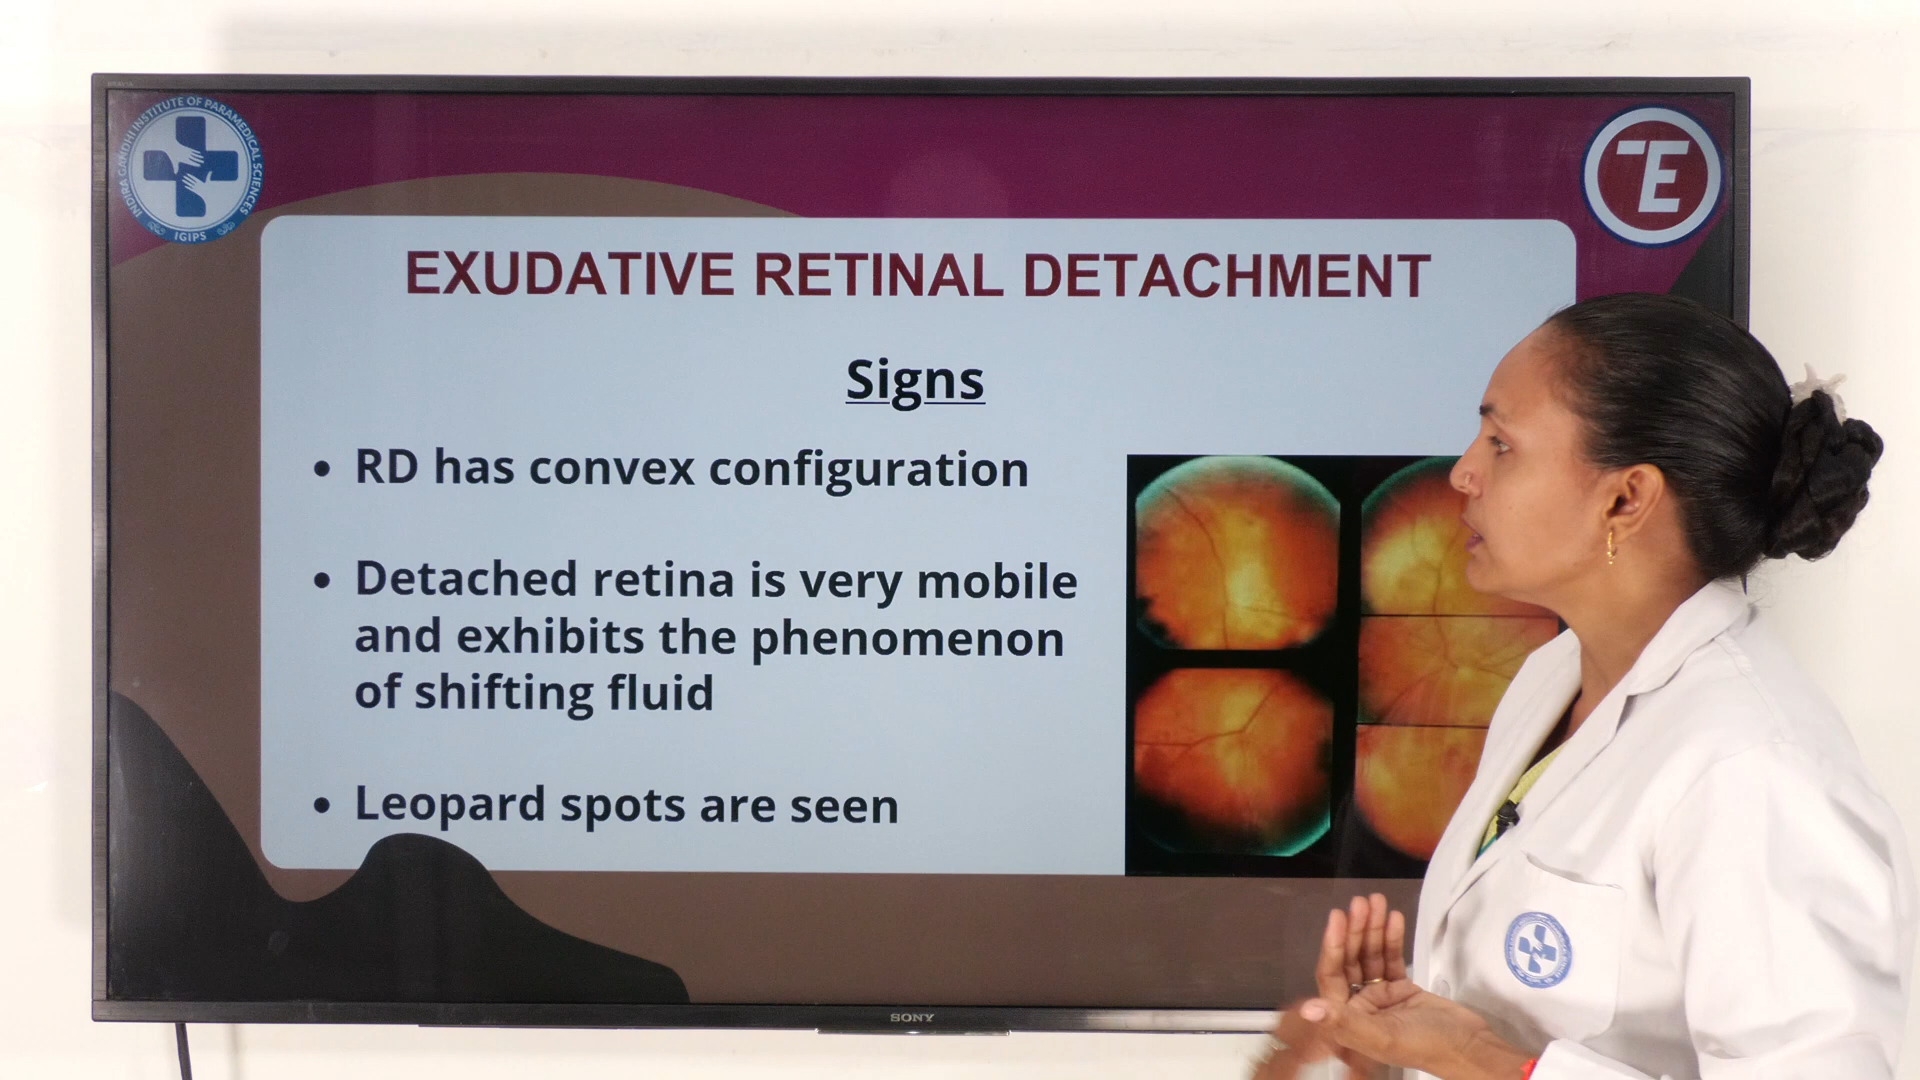 INDIRA GANDHI INSTITUTE OF PARAMEDICAL SCIENCES
IGIPS
E
EXUDATIVE RETINAL DETACHMENT
Signs
• RD has convex configuration
• Detached retina is very mobile
and exhibits the phenomenon
of shifting fluid
• Leopard spots are seen
SONY